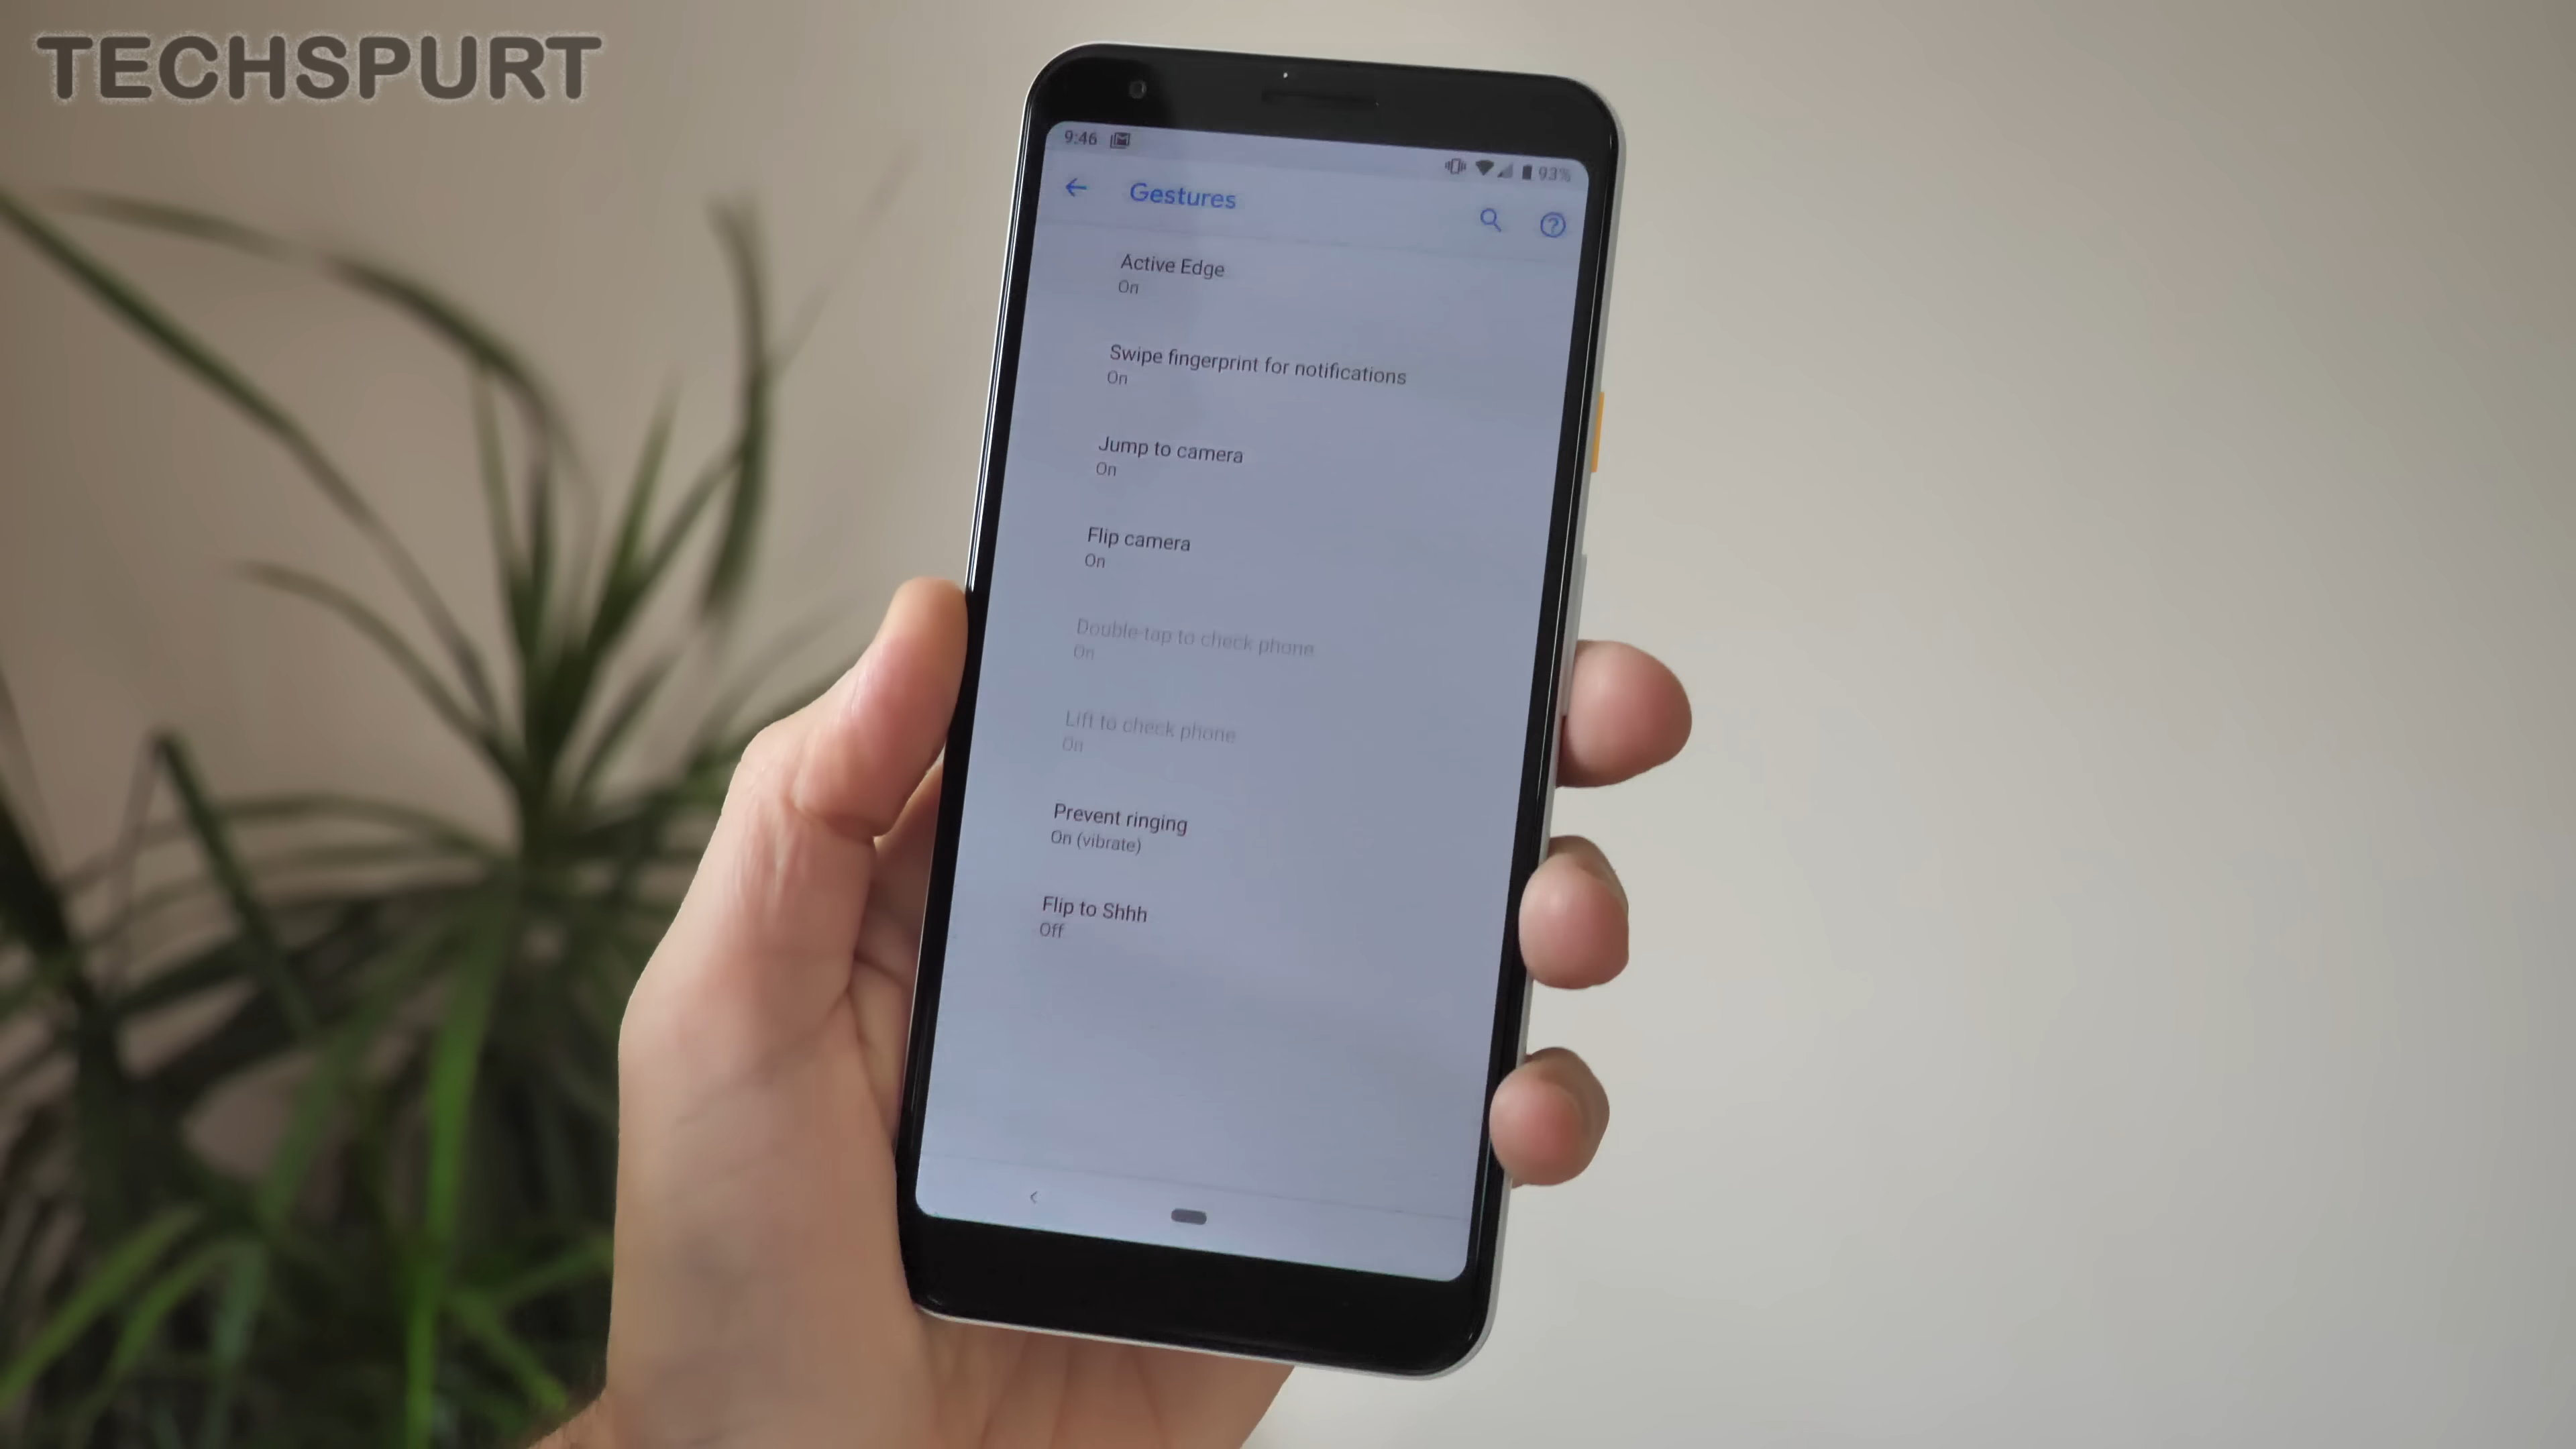 TECHSPURT
9:46
93%
Gestures
Active Edge
On
Swipe fingerprint for notifications
On
Jump to camera
On
Flip camera
On
Double-tap to check phone
On
Lift to check phone
On
Prevent ringing
On (vibrate)
Flip to Shhh
Off